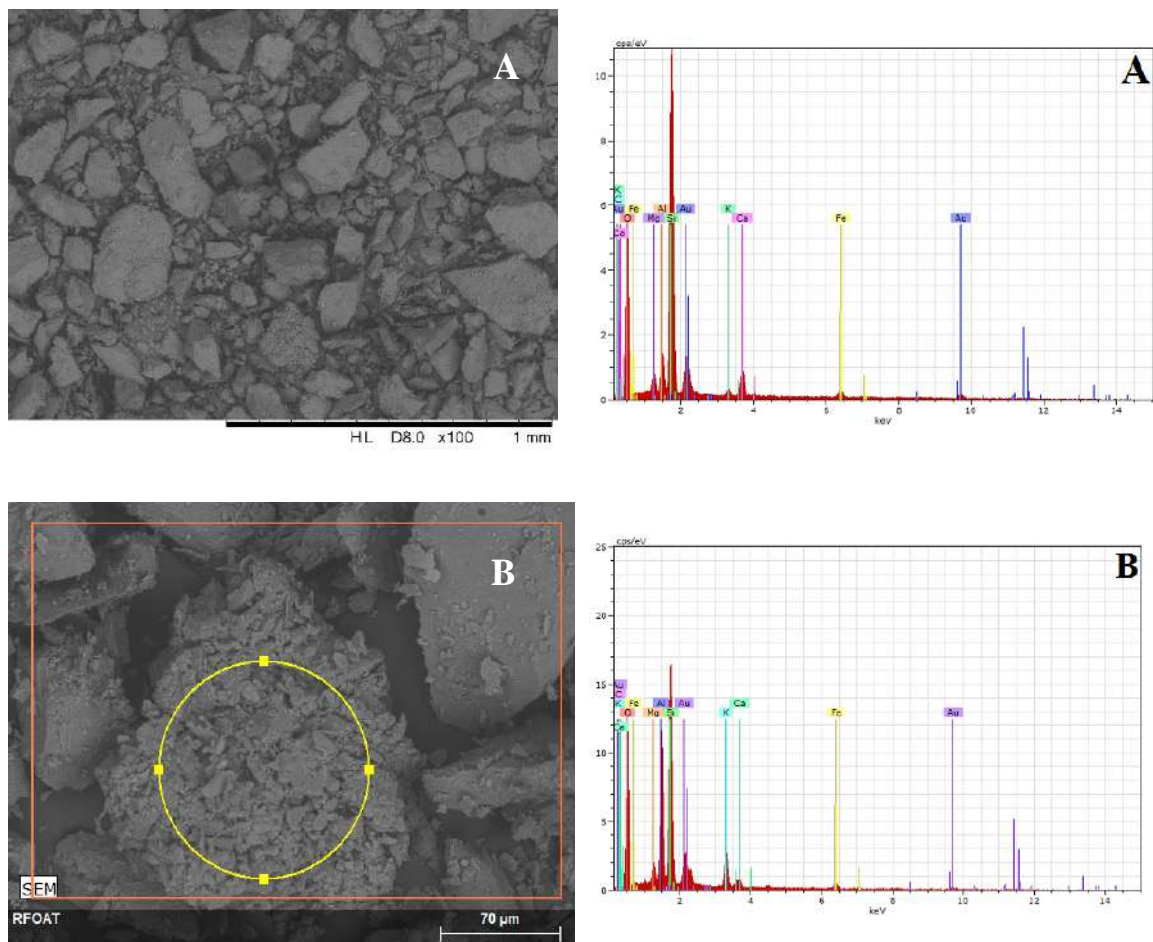 A
HL D8.0 x100 1 mm
cps/eV
A
10
8
6
4
2
0
K
C
Au Fe Al Au K Fe Au
O Mg Si Ca
Ca
2 4 6 8 10 12 14
keV
B
SEM
RFOAT
70 µm
cps/eV
B
25
20
15
10
5
0
Au
C Al Au Ca
K Fe Mg Si K Fe Au
O
Ca
2 4 6 8 10 12 14
keV